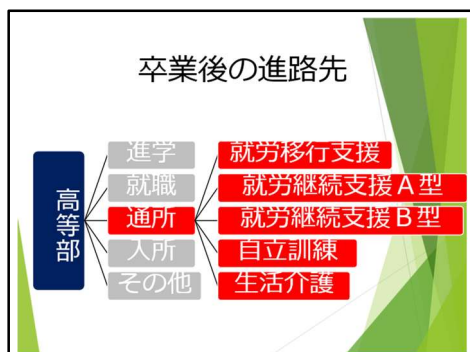 卒業後の進路先
高等部
進学
就職
通所
入所
その他
就労移行支援
就労継続支援A型
就労継続支援B型
自立訓練
生活介護